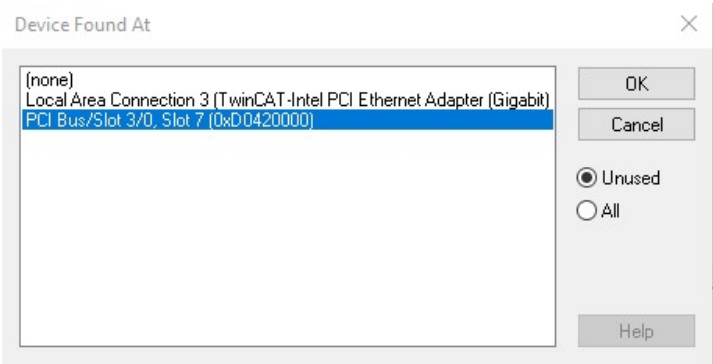 Device Found At
(none)
Local Area Connection 3 (TwinCAT-Intel PCI Ethernet Adapter (Gigabit)
PCI Bus/Slot 3/0, Slot 7 (0xD0420000)
OK
Cancel
Unused
All
Help